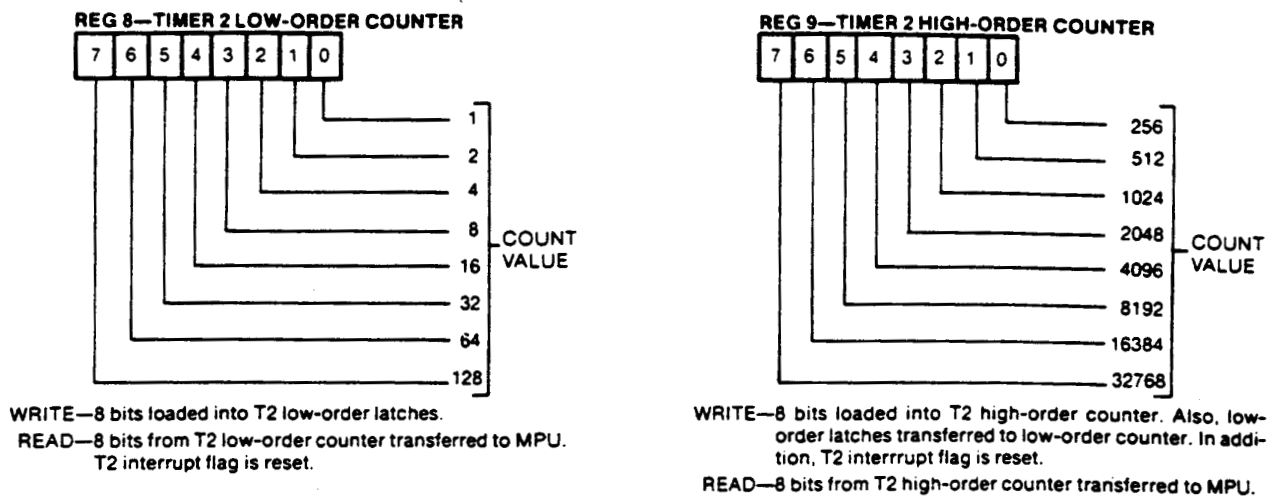 REG 8—TIMER 2 LOW-ORDER COUNTER
7 6 5 4 3 2 1 0
1
2
4
8
16
32
64
128
COUNT
VALUE
WRITE—8 bits loaded into T2 low-order latches.
READ—8 bits from T2 low-order counter transferred to MPU.
T2 interrrupt flag is reset.
REG 9—TIMER 2 HIGH-ORDER COUNTER
7 6 5 4 3 2 1 0
256
512
1024
2048
4096
8192
16384
32768
COUNT
VALUE
WRITE—8 bits loaded into T2 high-order counter. Also, low-
order latches transferred to low-order counter. In addi-
tion, T2 interrrupt flag is reset.
READ—8 bits from T2 high-order counter transferred to MPU.